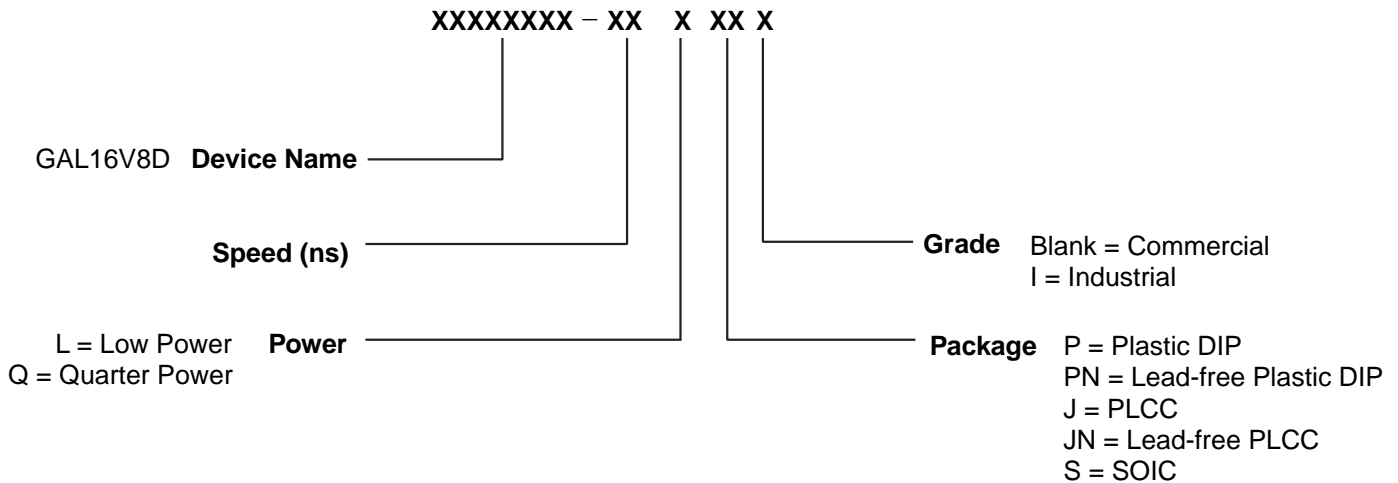 XXXXXXXX – XX X XX X
GAL16V8D Device Name
Speed (ns)
L = Low Power Power
Q = Quarter Power
Grade Blank = Commercial
I = Industrial
Package P = Plastic DIP
PN = Lead-free Plastic DIP
J = PLCC
JN = Lead-free PLCC
S = SOIC